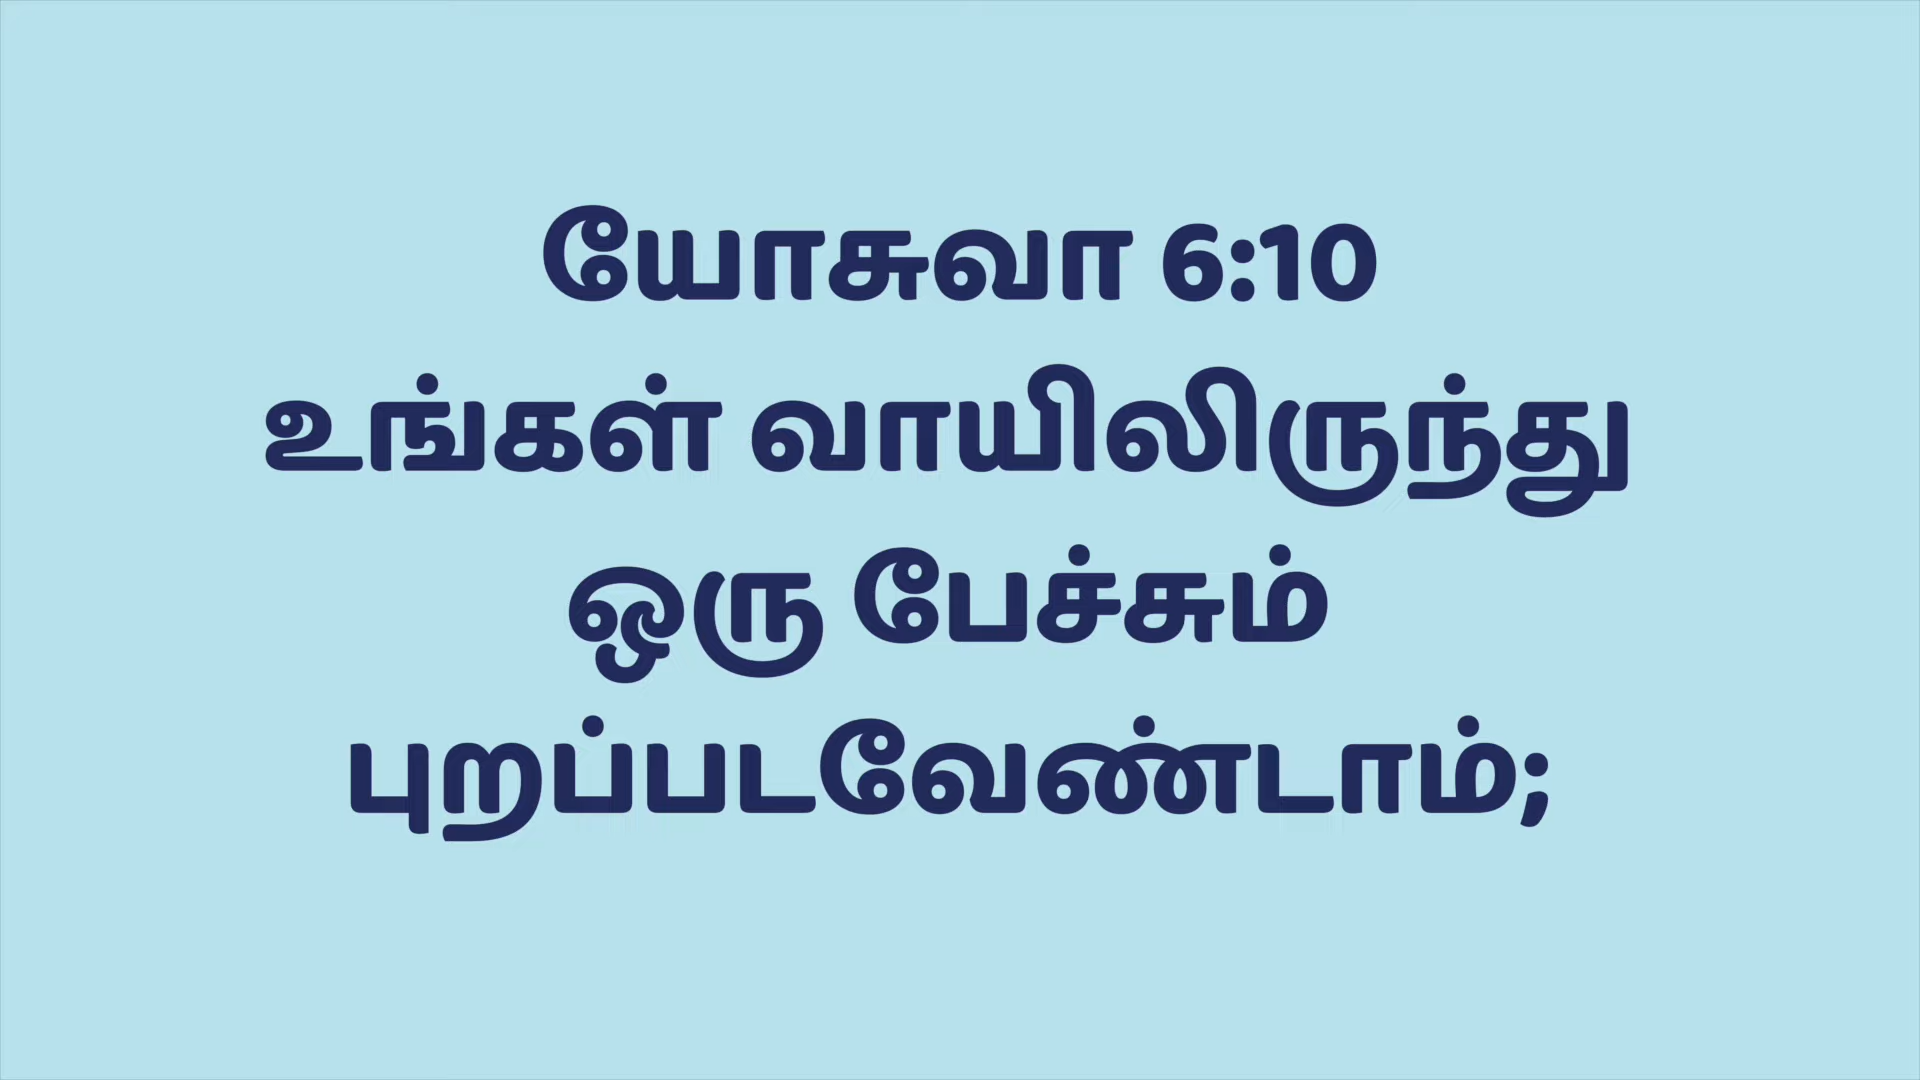 யோசுவா 6:10
உங்கள் வாயிலிருந்து
ஒரு பேச்சும்
புறப்படவேண்டாம்;